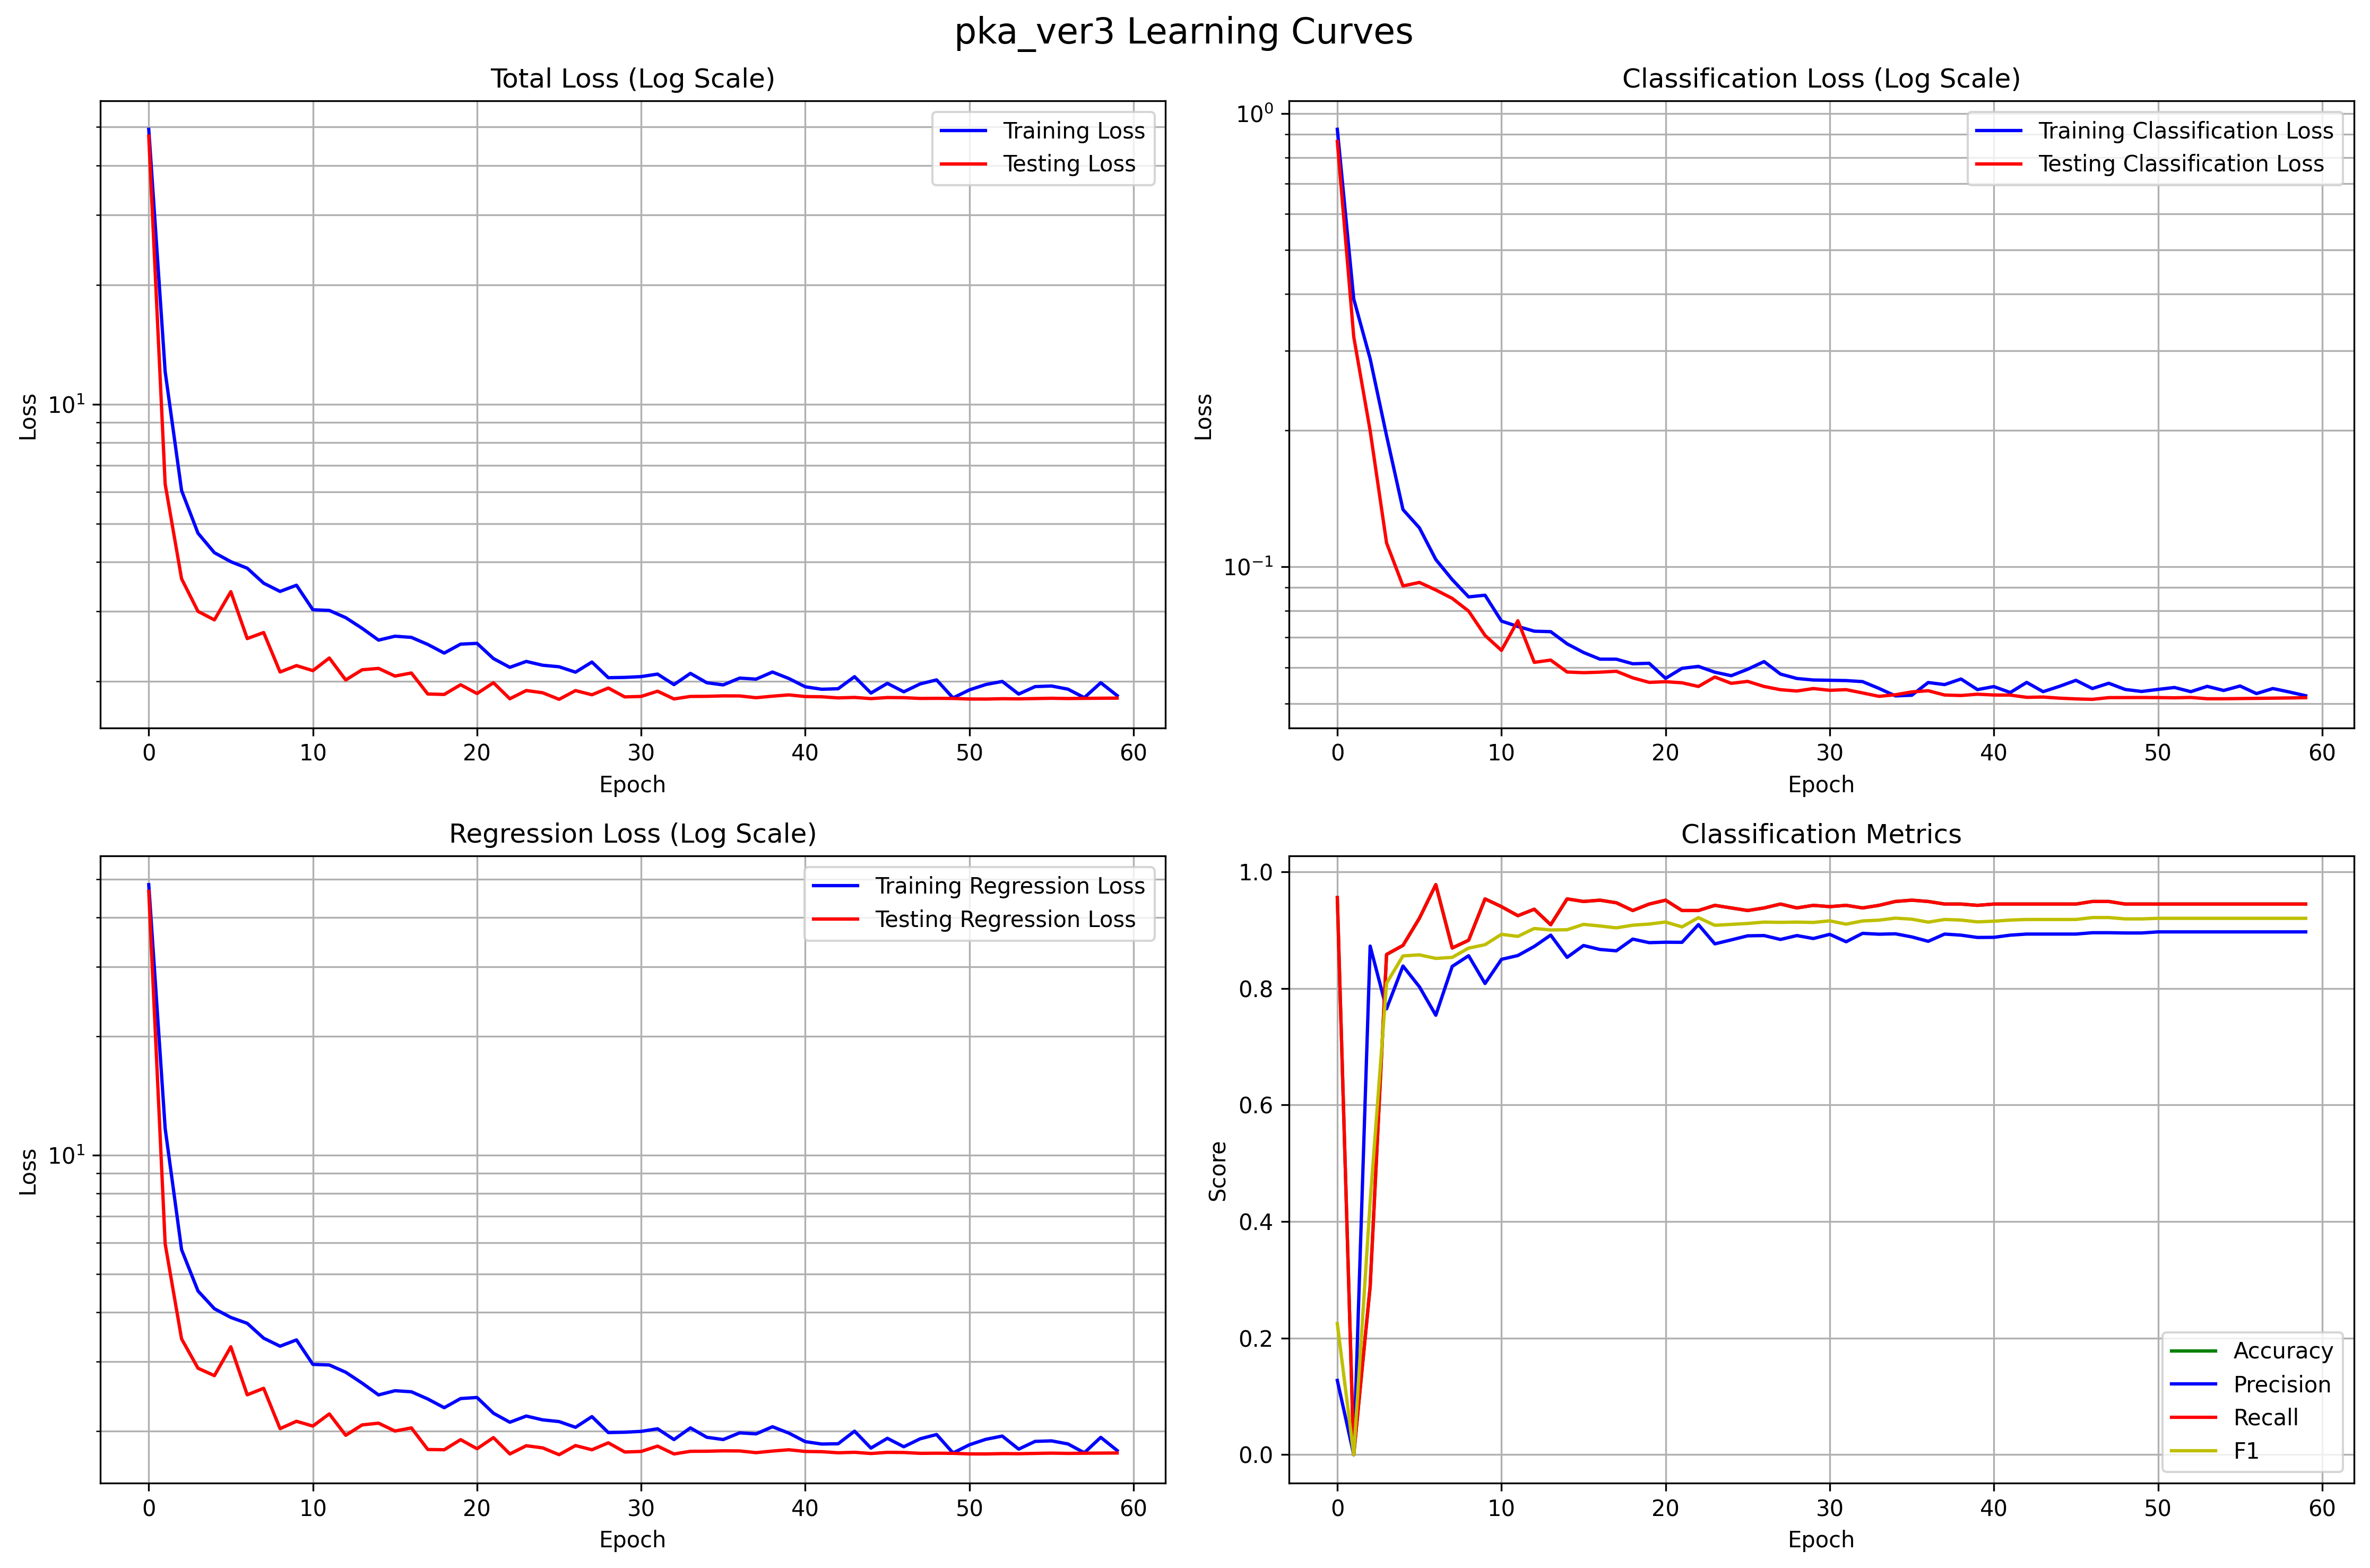 pka_ver3 Learning Curves
Total Loss (Log Scale)
Loss
10¹
Training Loss
Testing Loss
0 10 20 30 40 50 60
Epoch
Classification Loss (Log Scale)
Loss
10⁰
10⁻¹
Training Classification Loss
Testing Classification Loss
0 10 20 30 40 50 60
Epoch
Regression Loss (Log Scale)
Loss
10¹
Training Regression Loss
Testing Regression Loss
0 10 20 30 40 50 60
Epoch
Classification Metrics
Score
1.0
0.8
0.6
0.4
0.2
0.0
Accuracy
Precision
Recall
F1
0 10 20 30 40 50 60
Epoch